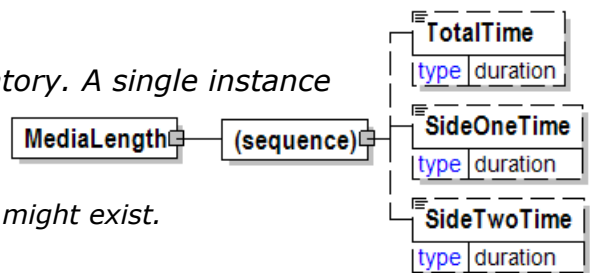 TotalTime
type duration
tory. A single instance
MediaLength (sequence) SideOneTime
type duration
might exist. SideTwoTime
type duration